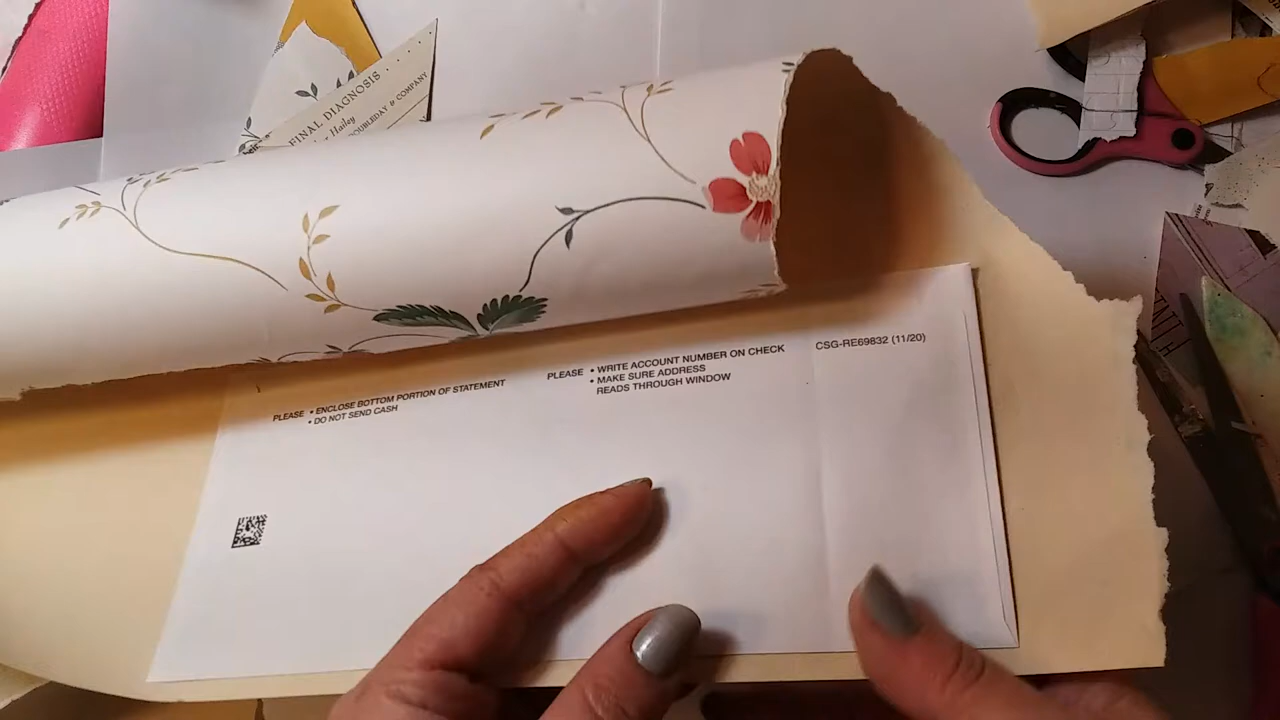 FINAL DIAGNOSIS
Hailey
DOUBLEDAY & COMPANY
PLEASE • ENCLOSE BOTTOM PORTION OF STATEMENT
• DO NOT SEND CASH
PLEASE • WRITE ACCOUNT NUMBER ON CHECK
• MAKE SURE ADDRESS
READS THROUGH WINDOW
CSG-RE69832 (11/20)